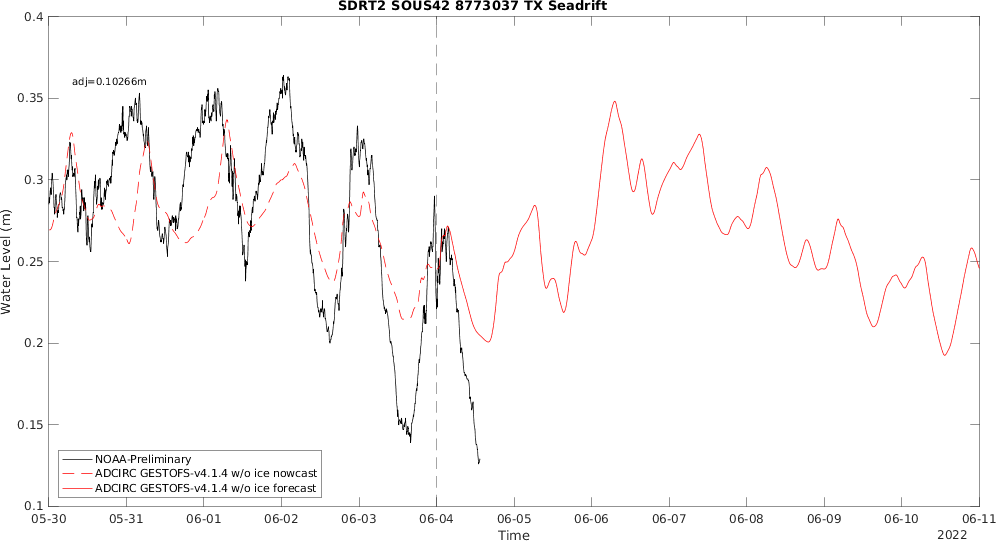 SDRT2 SOUS42 8773037 TX Seadrift
adj=0.10266m
0.4
0.35
0.3
0.25
0.2
0.15
0.1
Water Level (m)
NOAA-Preliminary
ADCIRC GESTOFS-v4.1.4 w/o ice nowcast
ADCIRC GESTOFS-v4.1.4 w/o ice forecast
05-30 05-31 06-01 06-02 06-03 06-04 06-05 06-06 06-07 06-08 06-09 06-10 06-11
Time
2022